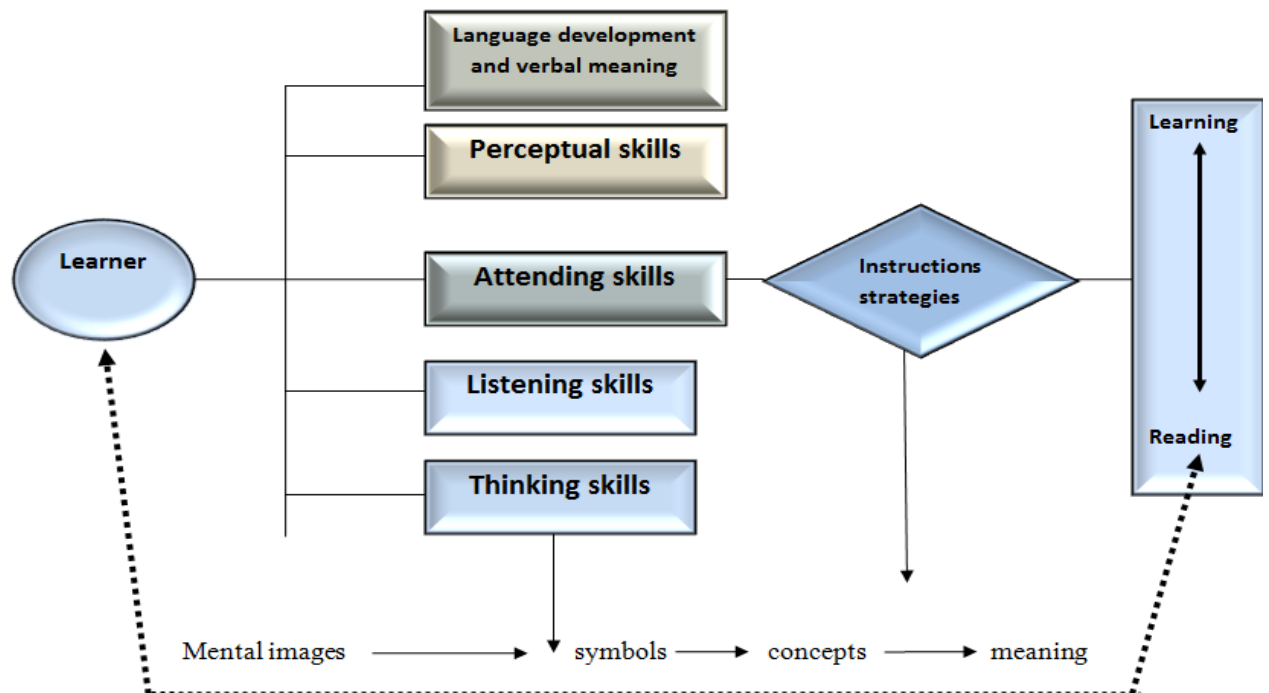 Language development
and verbal meaning
Perceptual skills
Learner
Attending skills
Listening skills
Thinking skills
Instructions
strategies
Learning
Reading
Mental images
symbols
concepts
meaning